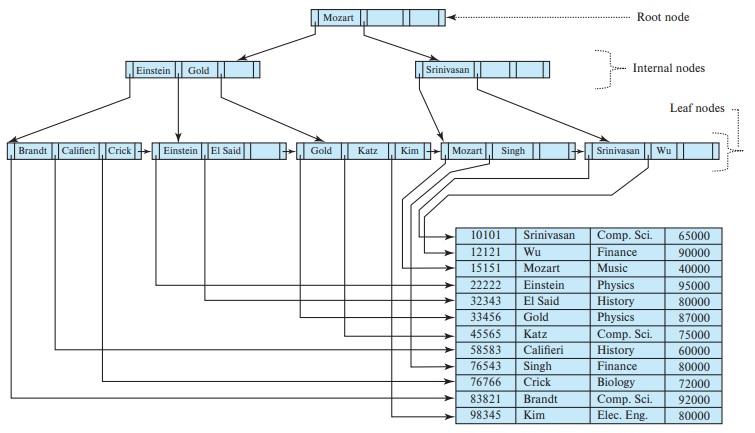 Mozart
Root node
Einstein Gold
Srinivasan
Internal nodes
Leaf nodes
Brandt Califieri Crick
Einstein El Said
Gold Katz Kim
Mozart Singh
Srinivasan Wu
10101 Srinivasan Comp. Sci. 65000
12121 Wu Finance 90000
15151 Mozart Music 40000
22222 Einstein Physics 95000
32343 El Said History 80000
33456 Gold Physics 87000
45565 Katz Comp. Sci. 75000
58583 Califieri History 60000
76543 Singh Finance 80000
76766 Crick Biology 72000
83821 Brandt Comp. Sci. 92000
98345 Kim Elec. Eng. 80000